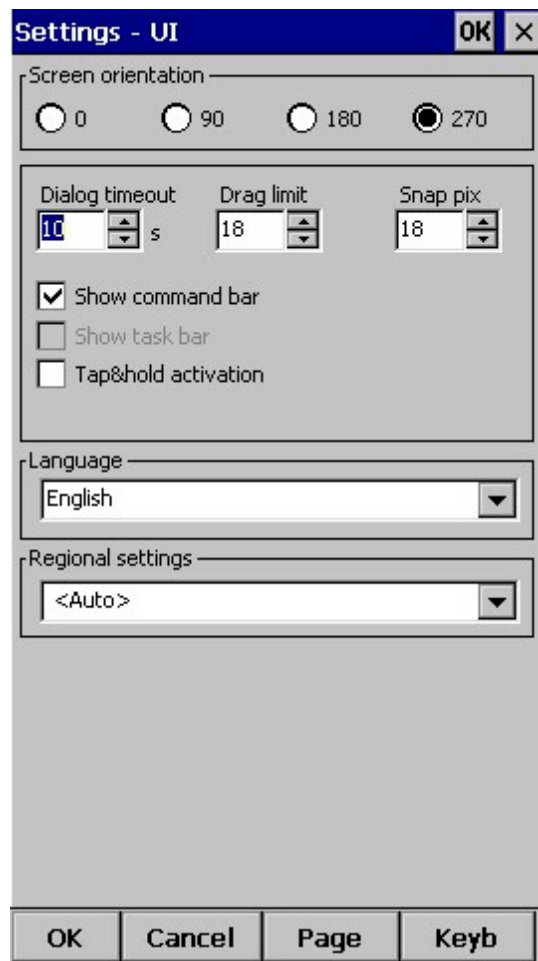 Settings - UI OK ×
Screen orientation
0 90 180 270
Dialog timeout Drag limit Snap pix
10 s 18 18
Show command bar
Show task bar
Tap&hold activation
Language
English
Regional settings
<Auto>
OK Cancel Page Keyb